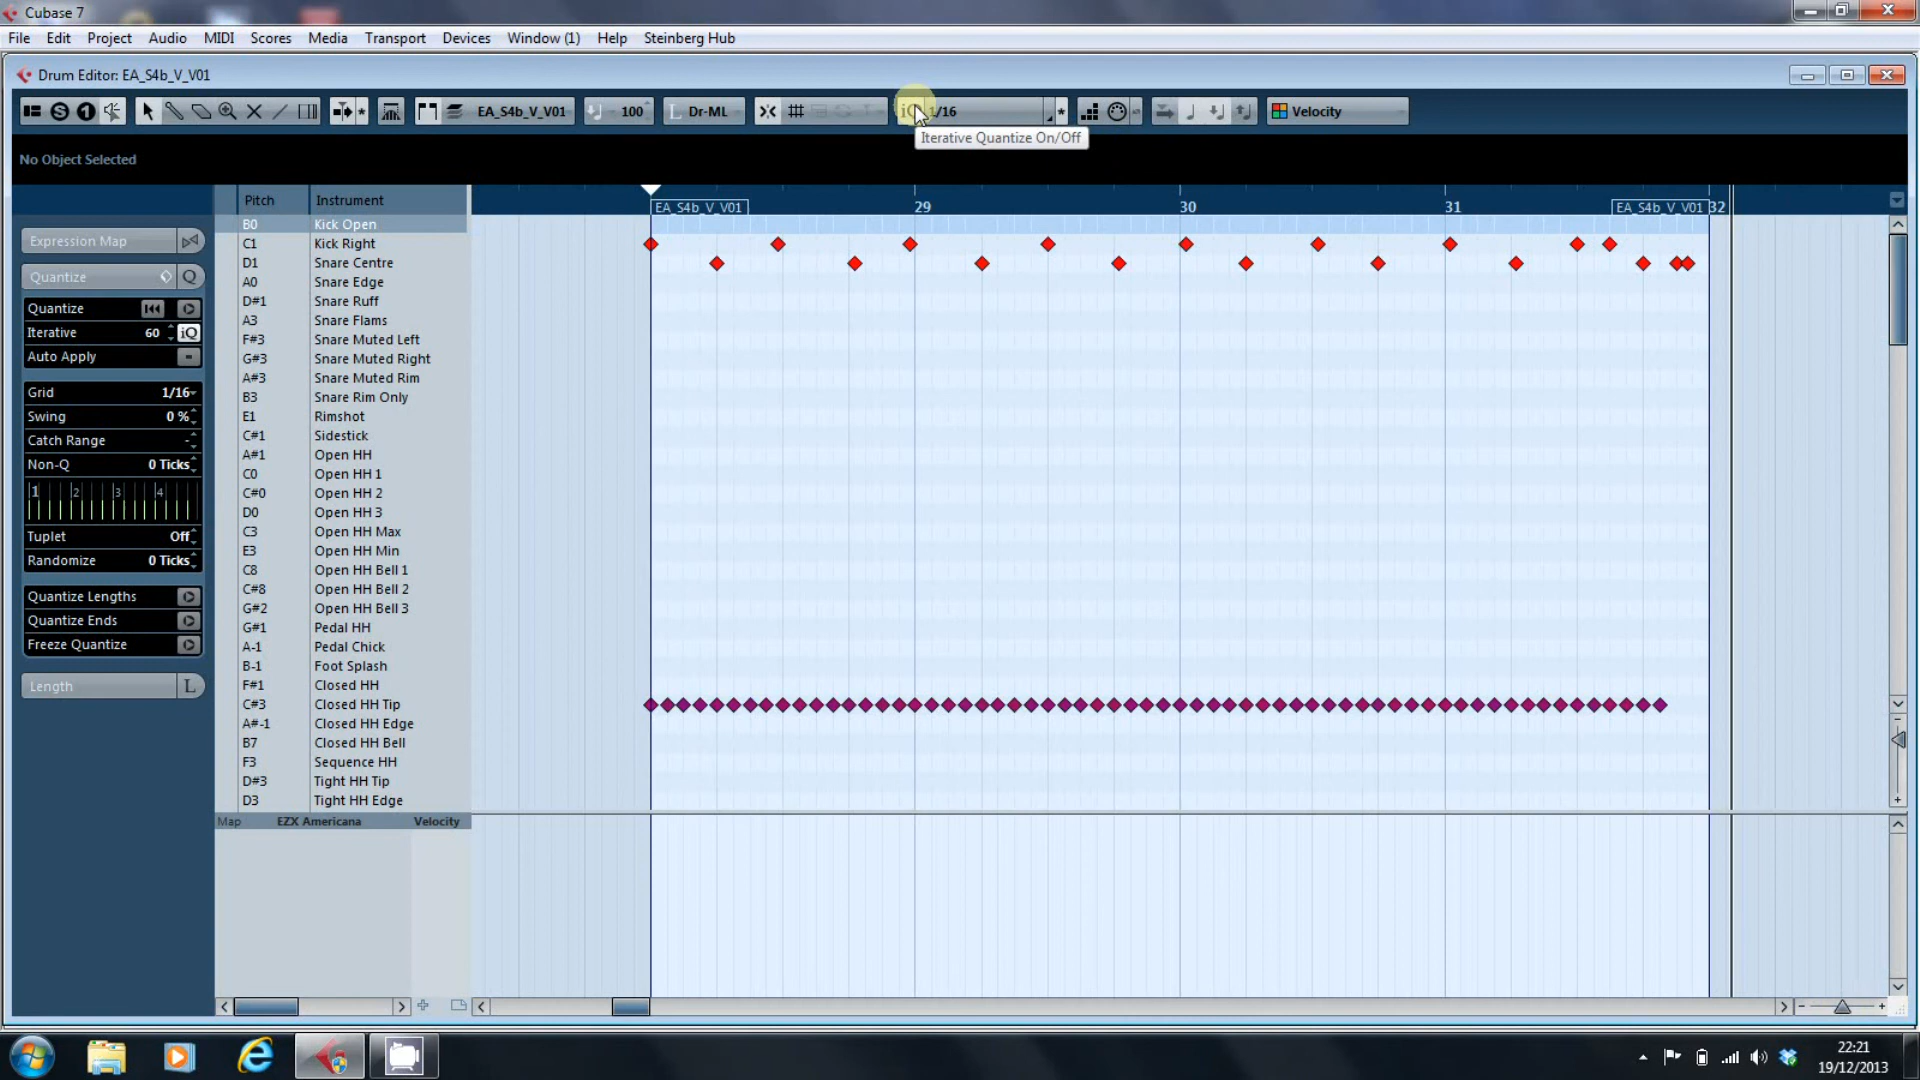 Cubase 7
File Edit Project Audio MIDI Scores Media Transport Devices Window (1) Help Steinberg Hub
Drum Editor: EA_S4b_V_V01
EA_S4b_V_V01 100 L Dr-ML iQ 1/16 Velocity
Iterative Quantize On/Off
No Object Selected
Pitch Instrument
EA_S4b_V_V01 29 30 31 EA_S4b_V_V01 32
B0 Kick Open
C1 Kick Right
D1 Snare Centre
A0 Snare Edge
D#1 Snare Ruff
A3 Snare Flams
F#3 Snare Muted Left
G#3 Snare Muted Right
A#3 Snare Muted Rim
B3 Snare Rim Only
E1 Rimshot
C#1 Sidestick
A#1 Open HH
C0 Open HH 1
C#0 Open HH 2
D0 Open HH 3
C3 Open HH Max
E3 Open HH Min
C8 Open HH Bell 1
C#8 Open HH Bell 2
G#2 Open HH Bell 3
G#1 Pedal HH
A-1 Pedal Chick
B-1 Foot Splash
F#1 Closed HH
C#3 Closed HH Tip
A#-1 Closed HH Edge
B7 Closed HH Bell
F3 Sequence HH
D#3 Tight HH Tip
D3 Tight HH Edge
Map EZX Americana Velocity
Expression Map
Quantize Q
Quantize
Iterative 60 iQ
Auto Apply
Grid 1/16
Swing 0 %
Catch Range -
Non-Q 0 Ticks
1 2 3 4
Tuplet Off
Randomize 0 Ticks
Quantize Lengths
Quantize Ends
Freeze Quantize
Length L
22:21
19/12/2013